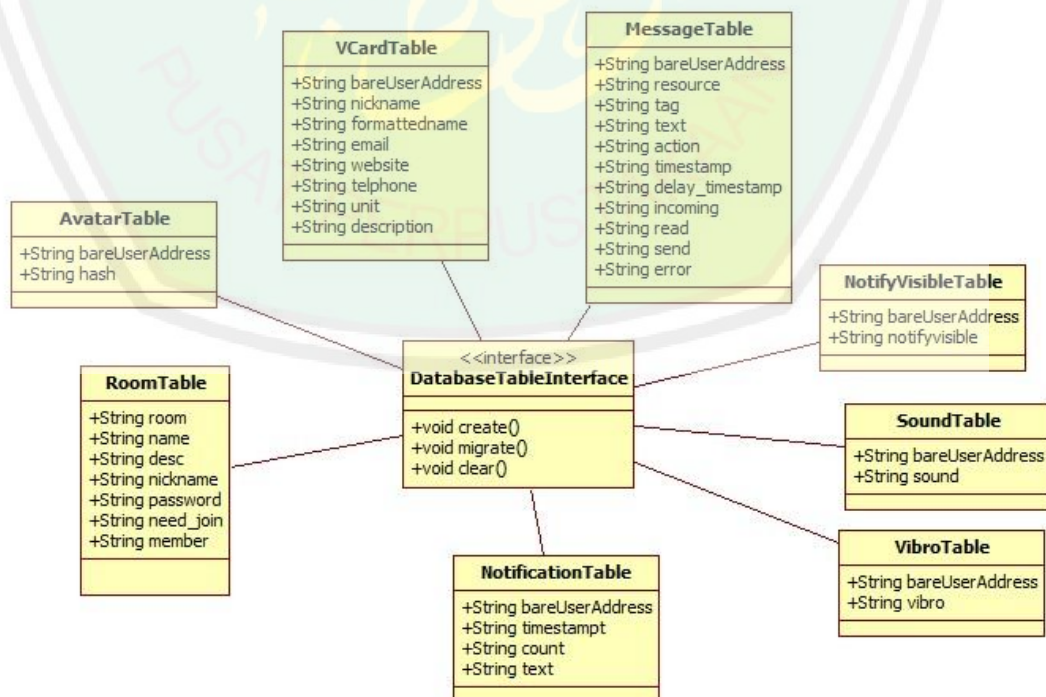 VCardTable
+String bareUserAddress
+String nickname
+String formattedname
+String email
+String website
+String telphone
+String unit
+String description
MessageTable
+String bareUserAddress
+String resource
+String tag
+String text
+String action
+String timestamp
+String delay_timestamp
+String incoming
+String read
+String send
+String error
AvatarTable
+String bareUserAddress
+String hash
NotifyVisibleTable
+String bareUserAddress
+String notifyvisible
<<interface>>
DatabaseTableInterface
+void create()
+void migrate()
+void clear()
RoomTable
+String room
+String name
+String desc
+String nickname
+String password
+String need_join
+String member
SoundTable
+String bareUserAddress
+String sound
VibroTable
+String bareUserAddress
+String vibro
NotificationTable
+String bareUserAddress
+String timestampt
+String count
+String text